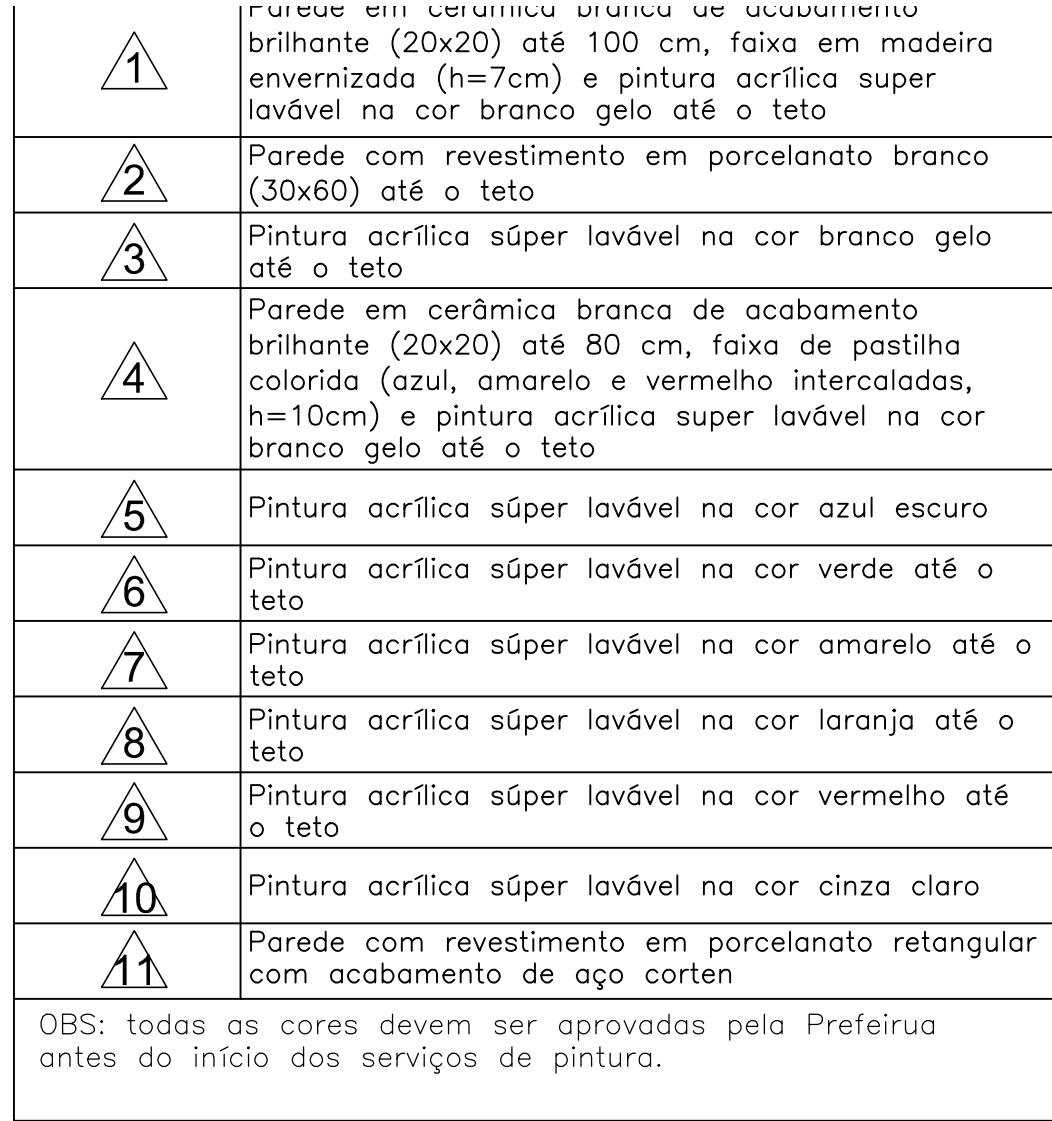 Parede em cerâmica branca de acabamento
1
brilhante (20x20) até 100 cm, faixa em madeira
envernizada (h=7cm) e pintura acrílica super
lavável na cor branco gelo até o teto
2
Parede com revestimento em porcelanato branco
(30x60) até o teto
3
Pintura acrílica súper lavável na cor branco gelo
até o teto
4
Parede em cerâmica branca de acabamento
brilhante (20x20) até 80 cm, faixa de pastilha
colorida (azul, amarelo e vermelho intercaladas,
h=10cm) e pintura acrílica super lavável na cor
branco gelo até o teto
5
Pintura acrílica súper lavável na cor azul escuro
6
Pintura acrílica súper lavável na cor verde até o
teto
7
Pintura acrílica súper lavável na cor amarelo até o
teto
8
Pintura acrílica súper lavável na cor laranja até o
teto
9
Pintura acrílica súper lavável na cor vermelho até
o teto
10
Pintura acrílica súper lavável na cor cinza claro
11
Parede com revestimento em porcelanato retangular
com acabamento de aço corten
OBS: todas as cores devem ser aprovadas pela Prefeirua
antes do início dos serviços de pintura.